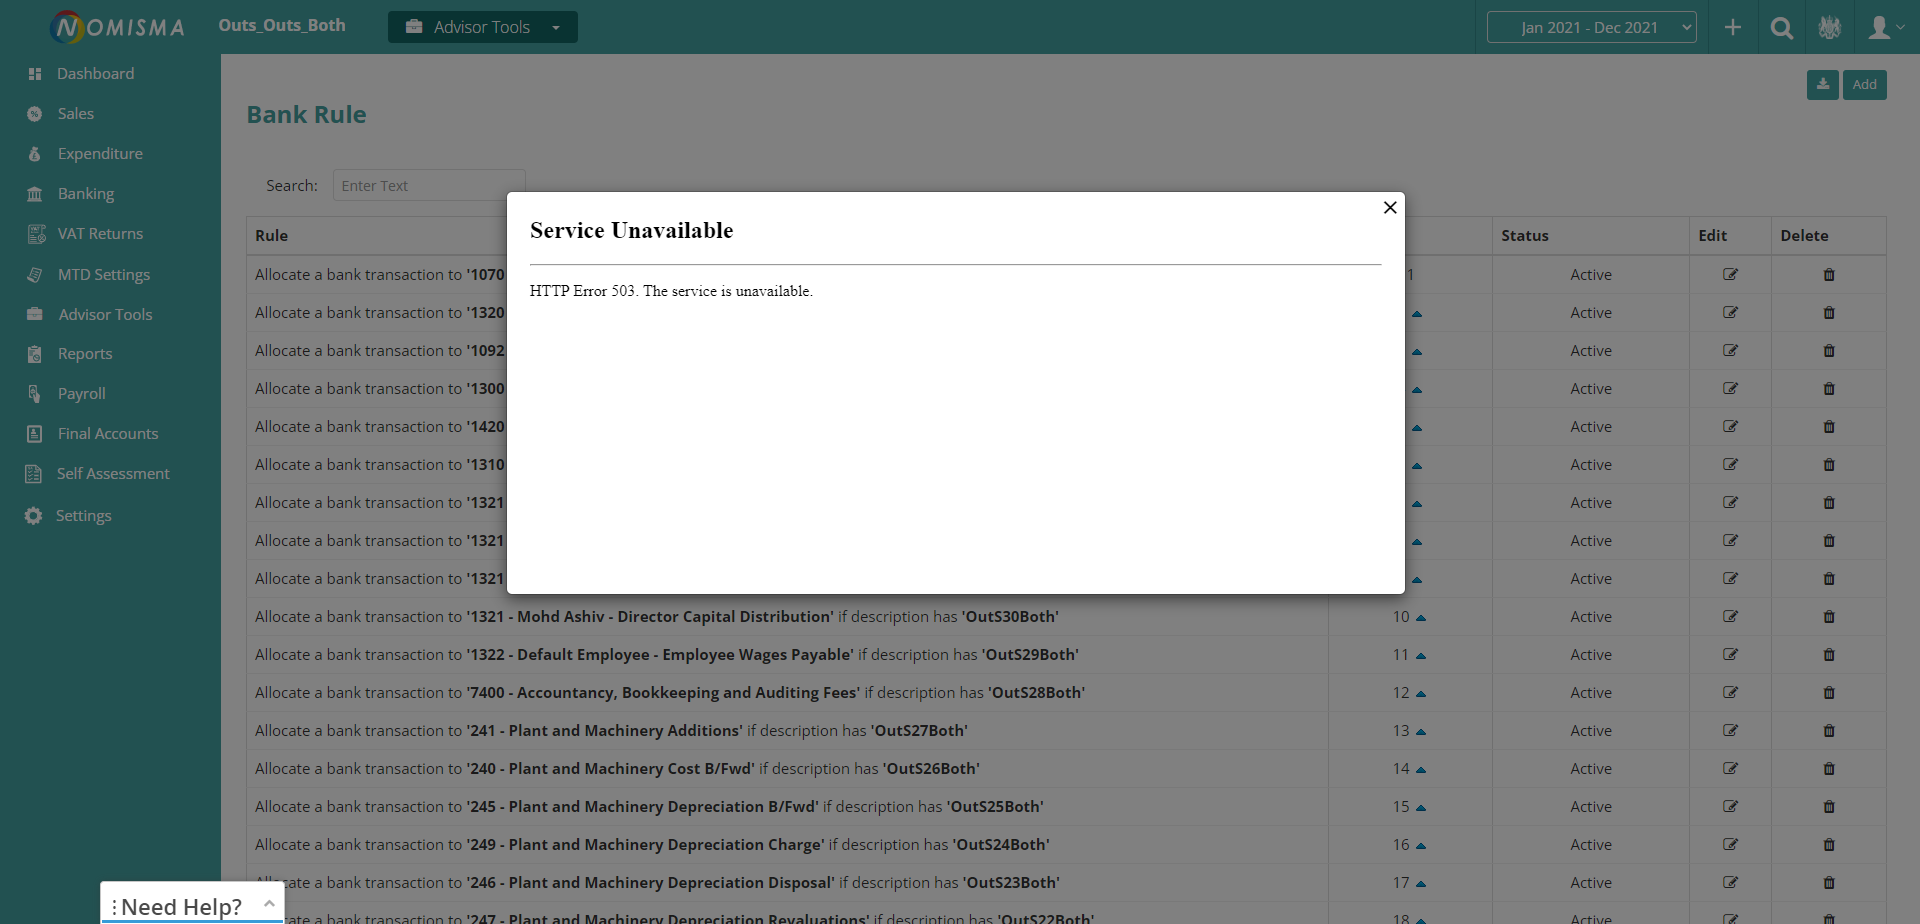 NOMISMA
Outs_Outs_Both
Advisor Tools
Jan 2021 - Dec 2021
Dashboard
Sales
Expenditure
Banking
VAT Returns
MTD Settings
Advisor Tools
Reports
Payroll
Final Accounts
Self Assessment
Settings
Add
Bank Rule
Search: Enter Text
Rule Status Edit Delete
Allocate a bank transaction to '1070 1 Active
Allocate a bank transaction to '1320 Active
Allocate a bank transaction to '1092 Active
Allocate a bank transaction to '1300 Active
Allocate a bank transaction to '1420 Active
Allocate a bank transaction to '1310 Active
Allocate a bank transaction to '1321 Active
Allocate a bank transaction to '1321 Active
Allocate a bank transaction to '1321 Active
Allocate a bank transaction to '1321 - Mohd Ashiv - Director Capital Distribution' if description has 'OutS30Both' 10 Active
Allocate a bank transaction to '1322 - Default Employee - Employee Wages Payable' if description has 'OutS29Both' 11 Active
Allocate a bank transaction to '7400 - Accountancy, Bookkeeping and Auditing Fees' if description has 'OutS28Both' 12 Active
Allocate a bank transaction to '241 - Plant and Machinery Additions' if description has 'OutS27Both' 13 Active
Allocate a bank transaction to '240 - Plant and Machinery Cost B/Fwd' if description has 'OutS26Both' 14 Active
Allocate a bank transaction to '245 - Plant and Machinery Depreciation B/Fwd' if description has 'OutS25Both' 15 Active
Allocate a bank transaction to '249 - Plant and Machinery Depreciation Charge' if description has 'OutS24Both' 16 Active
cate a bank transaction to '246 - Plant and Machinery Depreciation Disposal' if description has 'OutS23Both' 17 Active
cate a bank transaction to '247 - Plant and Machinery Depreciation Revaluations' if description has 'OutS22Both' 18 Active
Service Unavailable
HTTP Error 503. The service is unavailable.
Need Help?